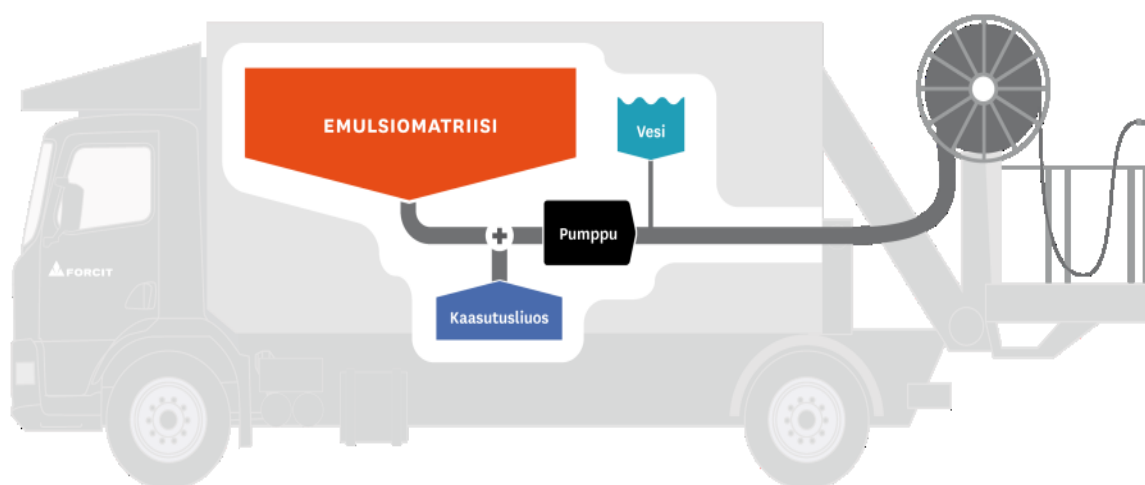 EMULSIOMATRIISI
Vesi
Pumppu
FORCIT
Kaasutusliuos